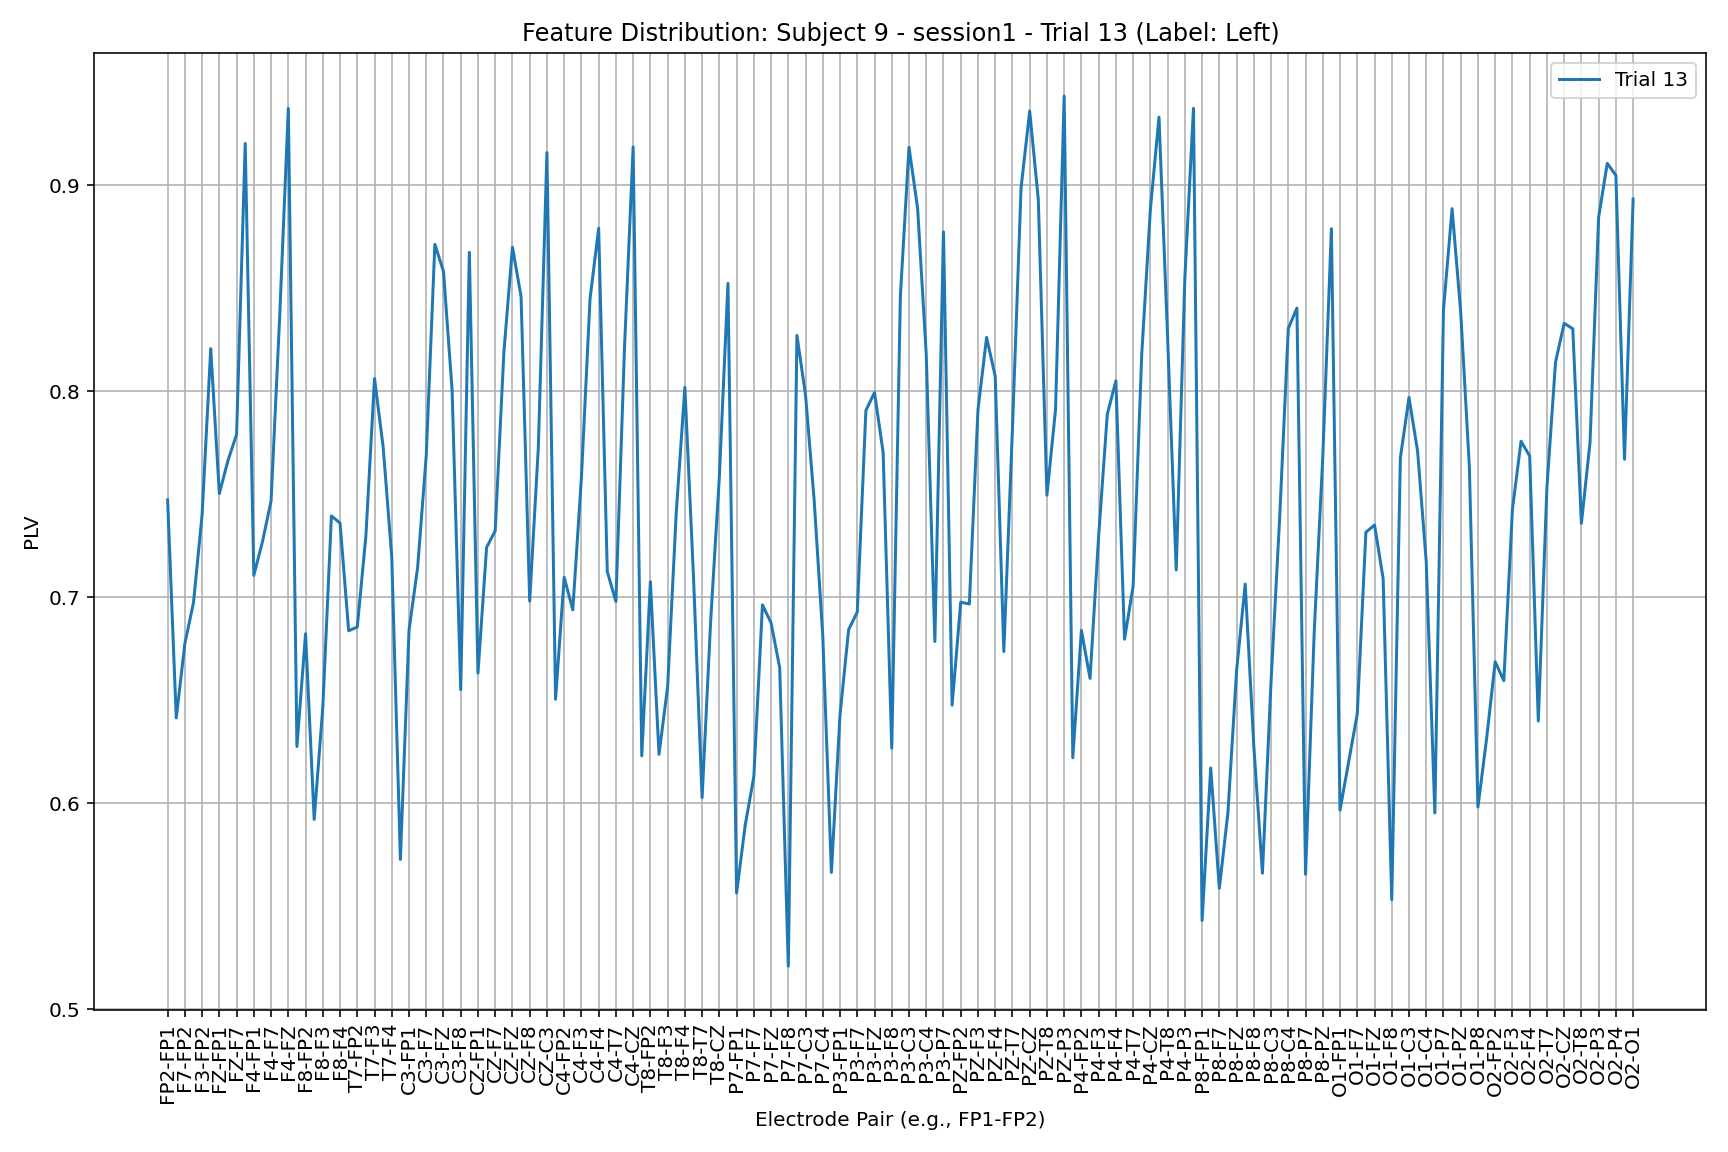 Feature Distribution: Subject 9 - session1 - Trial 13 (Label: Left)
Trial 13
PLV
0.9
0.8
0.7
0.6
0.5
FP2-FP1
F7-FP2
F3-FP2
FZ-FP1
FZ-F7
F4-FP1
F4-F7
F4-FZ
F8-FP2
F8-F3
F8-F4
T7-FP2
T7-F3
T7-F4
C3-FP1
C3-F7
C3-FZ
C3-F8
CZ-FP1
CZ-F7
CZ-FZ
CZ-F8
CZ-C3
C4-FP2
C4-F3
C4-F4
C4-T7
C4-CZ
T8-FP2
T8-F3
T8-F4
T8-T7
T8-CZ
P7-FP1
P7-F7
P7-FZ
P7-F8
P7-C3
P7-C4
P3-FP1
P3-F7
P3-FZ
P3-F8
P3-C3
P3-C4
P3-P7
PZ-FP2
PZ-F3
PZ-F4
PZ-T7
PZ-CZ
PZ-T8
PZ-P3
P4-FP2
P4-F3
P4-F4
P4-T7
P4-CZ
P4-T8
P4-P3
P8-FP1
P8-F7
P8-FZ
P8-F8
P8-C3
P8-C4
P8-P7
P8-PZ
O1-FP1
O1-F7
O1-FZ
O1-F8
O1-C3
O1-C4
O1-P7
O1-PZ
O1-P8
O2-FP2
O2-F3
O2-F4
O2-T7
O2-CZ
O2-T8
O2-P3
O2-P4
O2-O1
Electrode Pair (e.g., FP1-FP2)